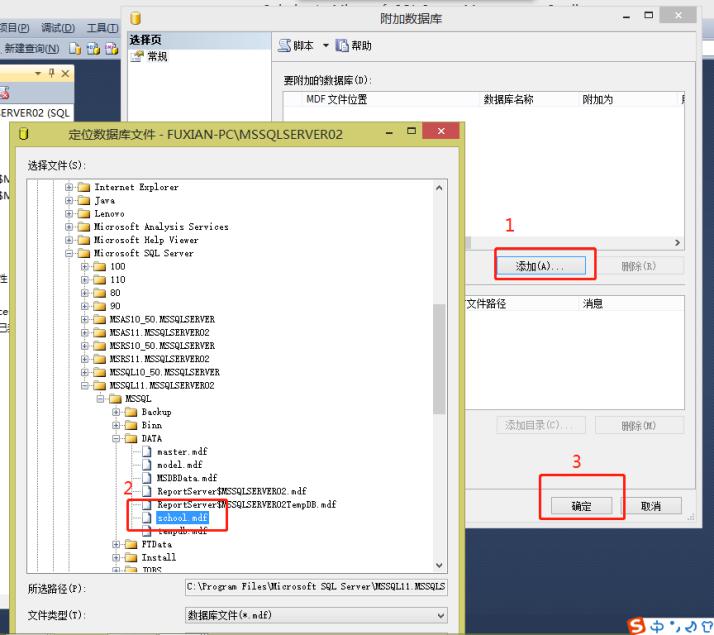 附加数据库
项目(P) 调试(D) 工具(T)
新建查询(N)
选择页
常规
脚本
帮助
要附加的数据库(D):
MDF 文件位置
数据库名称
附加为
ERVER02 (SQL
定位数据库文件 - FUXIAN-PC\MSSQLSERVER02
选择文件(S):
Internet Explorer
Java
Lenovo
Microsoft Analysis Services
Microsoft Help Viewer
Microsoft SQL Server
100
110
80
90
MSAS10_50.MSSQLSERVER
MSAS11.MSSQLSERVER02
MSRS10_50.MSSQLSERVER
MSRS11.MSSQLSERVER02
MSSQL10_50.MSSQLSERVER
MSSQL11.MSSQLSERVER02
MSSQL
Backup
Binn
DATA
master.mdf
model.mdf
MSDBData.mdf
ReportServer$MSSQLSERVER02.mdf
ReportServer$MSSQLSERVER02TempDB.mdf
school.mdf
tempdb.mdf
FTData
Install
JOBS
所选路径(P):
C:\Program Files\Microsoft SQL Server\MSSQL11.MSSQLS
文件类型(T):
数据库文件(*.mdf)
1
添加(A)...
删除(R)
文件路径
消息
添加目录(C)...
删除(M)
2
3
确定
取消
中